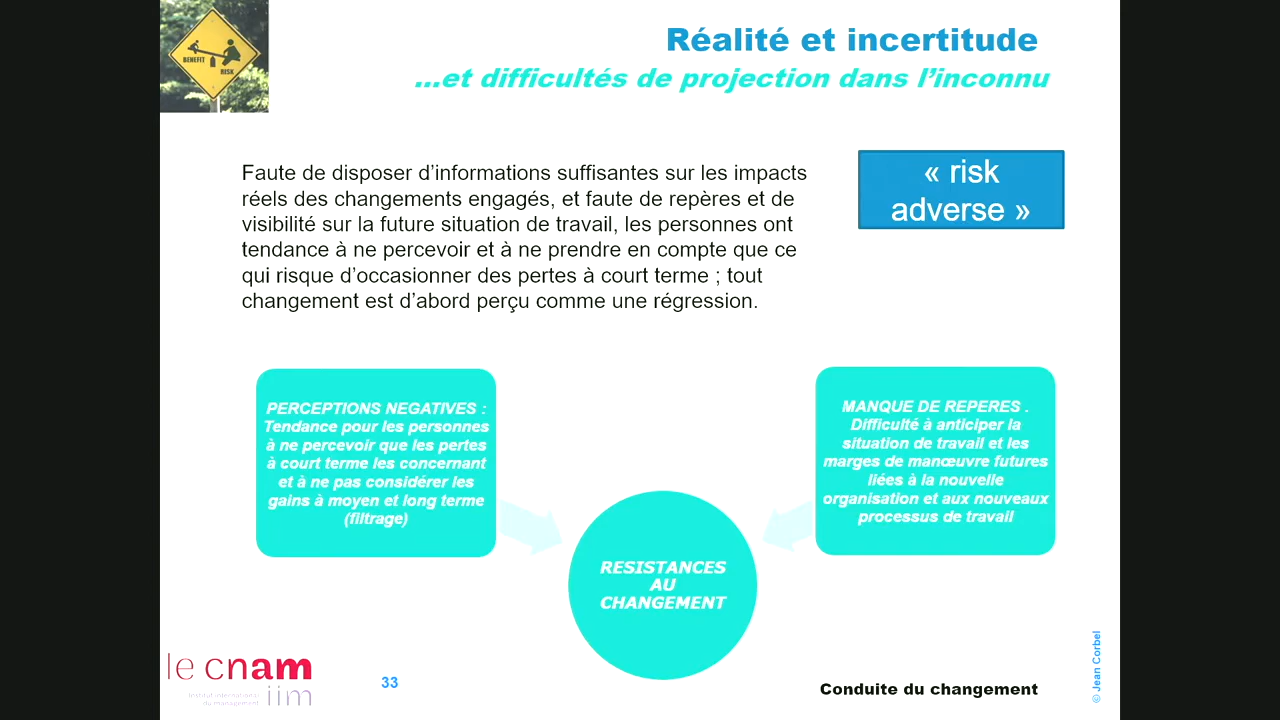 BENEFIT
RISK
Réalité et incertitude
...et difficultés de projection dans l’inconnu
Faute de disposer d’informations suffisantes sur les impacts
réels des changements engagés, et faute de repères et de
visibilité sur la future situation de travail, les personnes ont
tendance à ne percevoir et à ne prendre en compte que ce
qui risque d’occasionner des pertes à court terme ; tout
changement est d’abord perçu comme une régression.
« risk
adverse »
PERCEPTIONS NEGATIVES :
Tendance pour les personnes
à ne percevoir que les pertes
à court terme les concernant
et à ne pas considérer les
gains à moyen et long terme
(filtrage)
MANQUE DE REPERES .
Difficulté à anticiper la
situation de travail et les
marges de manœuvre futures
liées à la nouvelle
organisation et aux nouveaux
processus de travail
RESISTANCES
AU
CHANGEMENT
le cnam
Institut international
du management
iim
33
Conduite du changement
© Jean Corbel